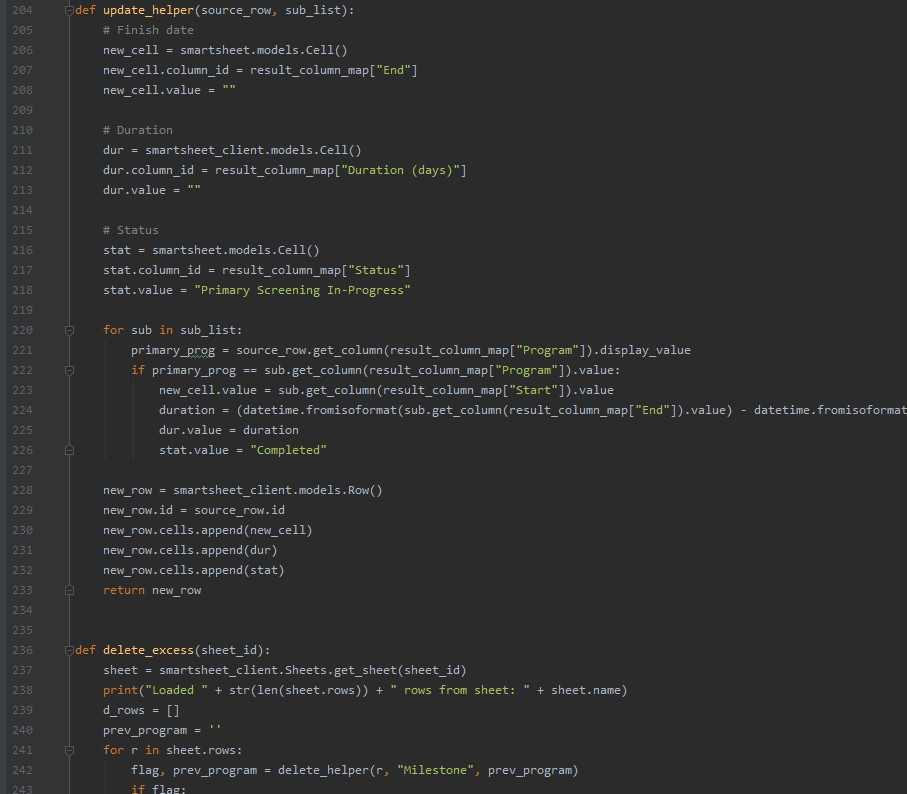 204 def update_helper(source_row, sub_list):
205     # Finish date
206     new_cell = smartsheet.models.Cell()
207     new_cell.column_id = result_column_map["End"]
208     new_cell.value = ""
209
210     # Duration
211     dur = smartsheet_client.models.Cell()
212     dur.column_id = result_column_map["Duration (days)"]
213     dur.value = ""
214
215     # Status
216     stat = smartsheet.models.Cell()
217     stat.column_id = result_column_map["Status"]
218     stat.value = "Primary Screening In-Progress"
219
220     for sub in sub_list:
221         primary_prog = source_row.get_column(result_column_map["Program"]).display_value
222         if primary_prog == sub.get_column(result_column_map["Program"]).value:
223             new_cell.value = sub.get_column(result_column_map["Start"]).value
224             duration = (datetime.fromisoformat(sub.get_column(result_column_map["End"]).value) - datetime.fromisoformat
225             dur.value = duration
226             stat.value = "Completed"
227
228     new_row = smartsheet_client.models.Row()
229     new_row.id = source_row.id
230     new_row.cells.append(new_cell)
231     new_row.cells.append(dur)
232     new_row.cells.append(stat)
233     return new_row
234
235
236 def delete_excess(sheet_id):
237     sheet = smartsheet_client.Sheets.get_sheet(sheet_id)
238     print("Loaded " + str(len(sheet.rows)) + " rows from sheet: " + sheet.name)
239     d_rows = []
240     prev_program = ''
241     for r in sheet.rows:
242         flag, prev_program = delete_helper(r, "Milestone", prev_program)
243         if flag: